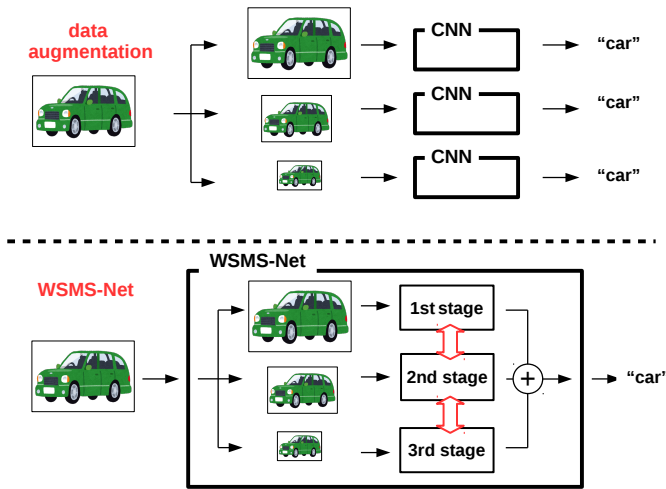 data
augmentation
CNN
“car”
CNN
“car”
CNN
“car”
WSMS-Net
WSMS-Net
1st stage
2nd stage
+
“car”
3rd stage